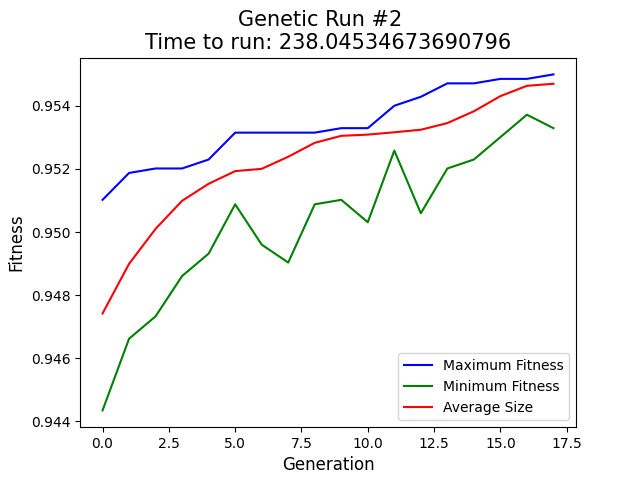 Genetic Run #2
Time to run: 238.04534673690796
0.954
0.952
0.950
0.948
0.946
0.944
Fitness
0.0 2.5 5.0 7.5 10.0 12.5 15.0 17.5
Generation
Maximum Fitness
Minimum Fitness
Average Size